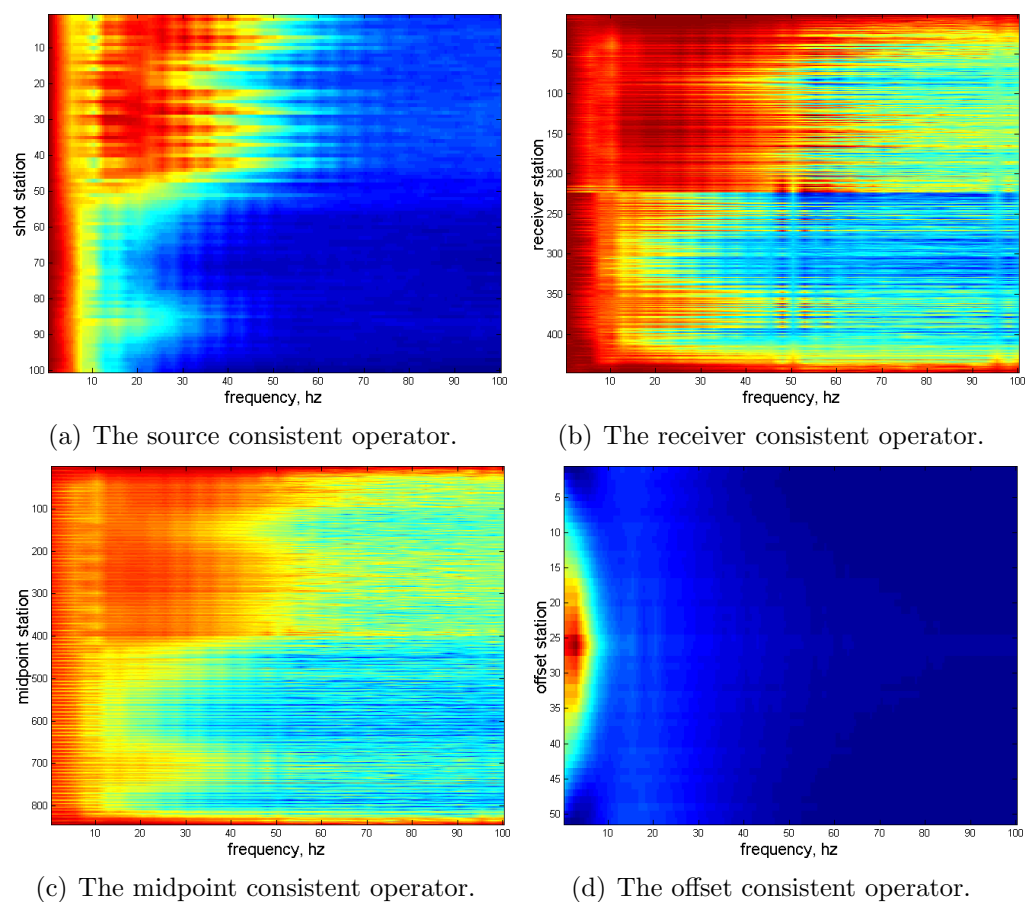 shot station
10
20
30
40
50
60
70
80
90
100
10 20 30 40 50 60 70 80 90 100
frequency, hz
(a) The source consistent operator.
receiver station
50
100
150
200
250
300
350
400
10 20 30 40 50 60 70 80 90 100
frequency, hz
(b) The receiver consistent operator.
midpoint station
100
200
300
400
500
600
700
800
10 20 30 40 50 60 70 80 90 100
frequency, hz
(c) The midpoint consistent operator.
offset station
5
10
15
20
25
30
35
40
45
50
10 20 30 40 50 60 70 80 90 100
frequency, hz
(d) The offset consistent operator.